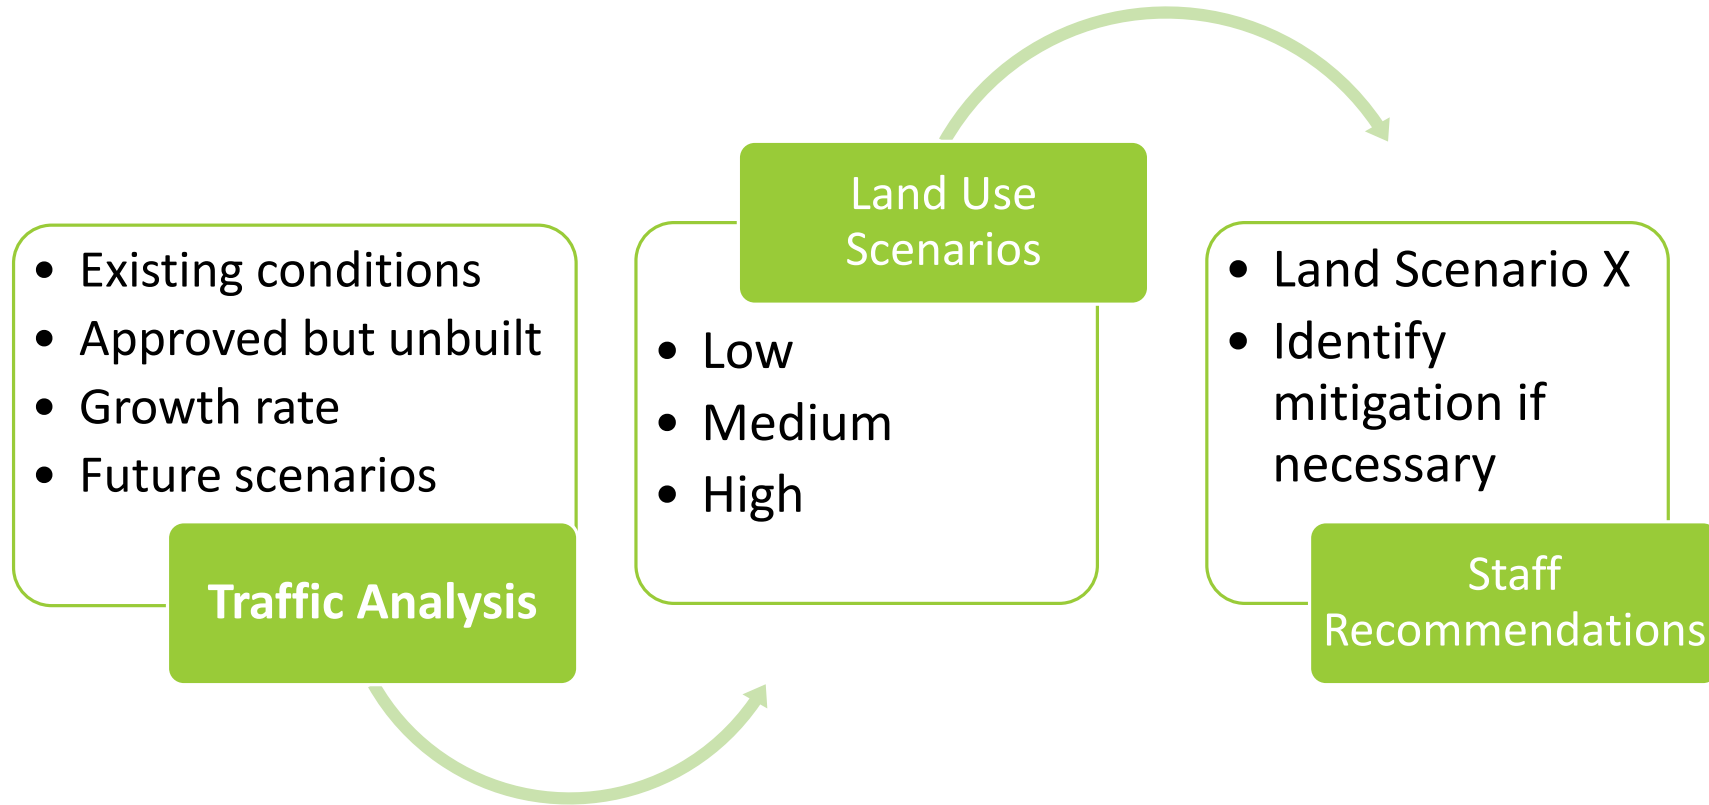 • Existing conditions
• Approved but unbuilt
• Growth rate
• Future scenarios
Traffic Analysis
Land Use
Scenarios
• Low
• Medium
• High
• Land Scenario X
• Identify
mitigation if
necessary
Staff
Recommendations